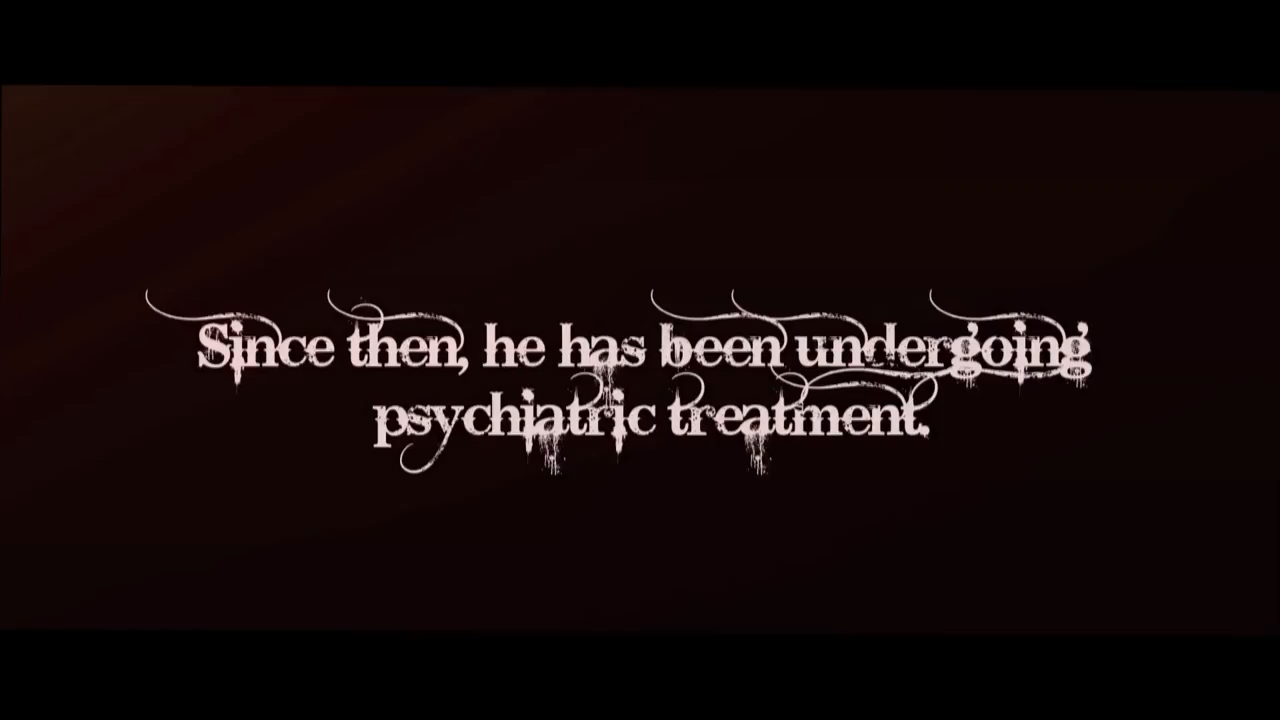 Since then, he has been undergoing
psychiatric treatment.